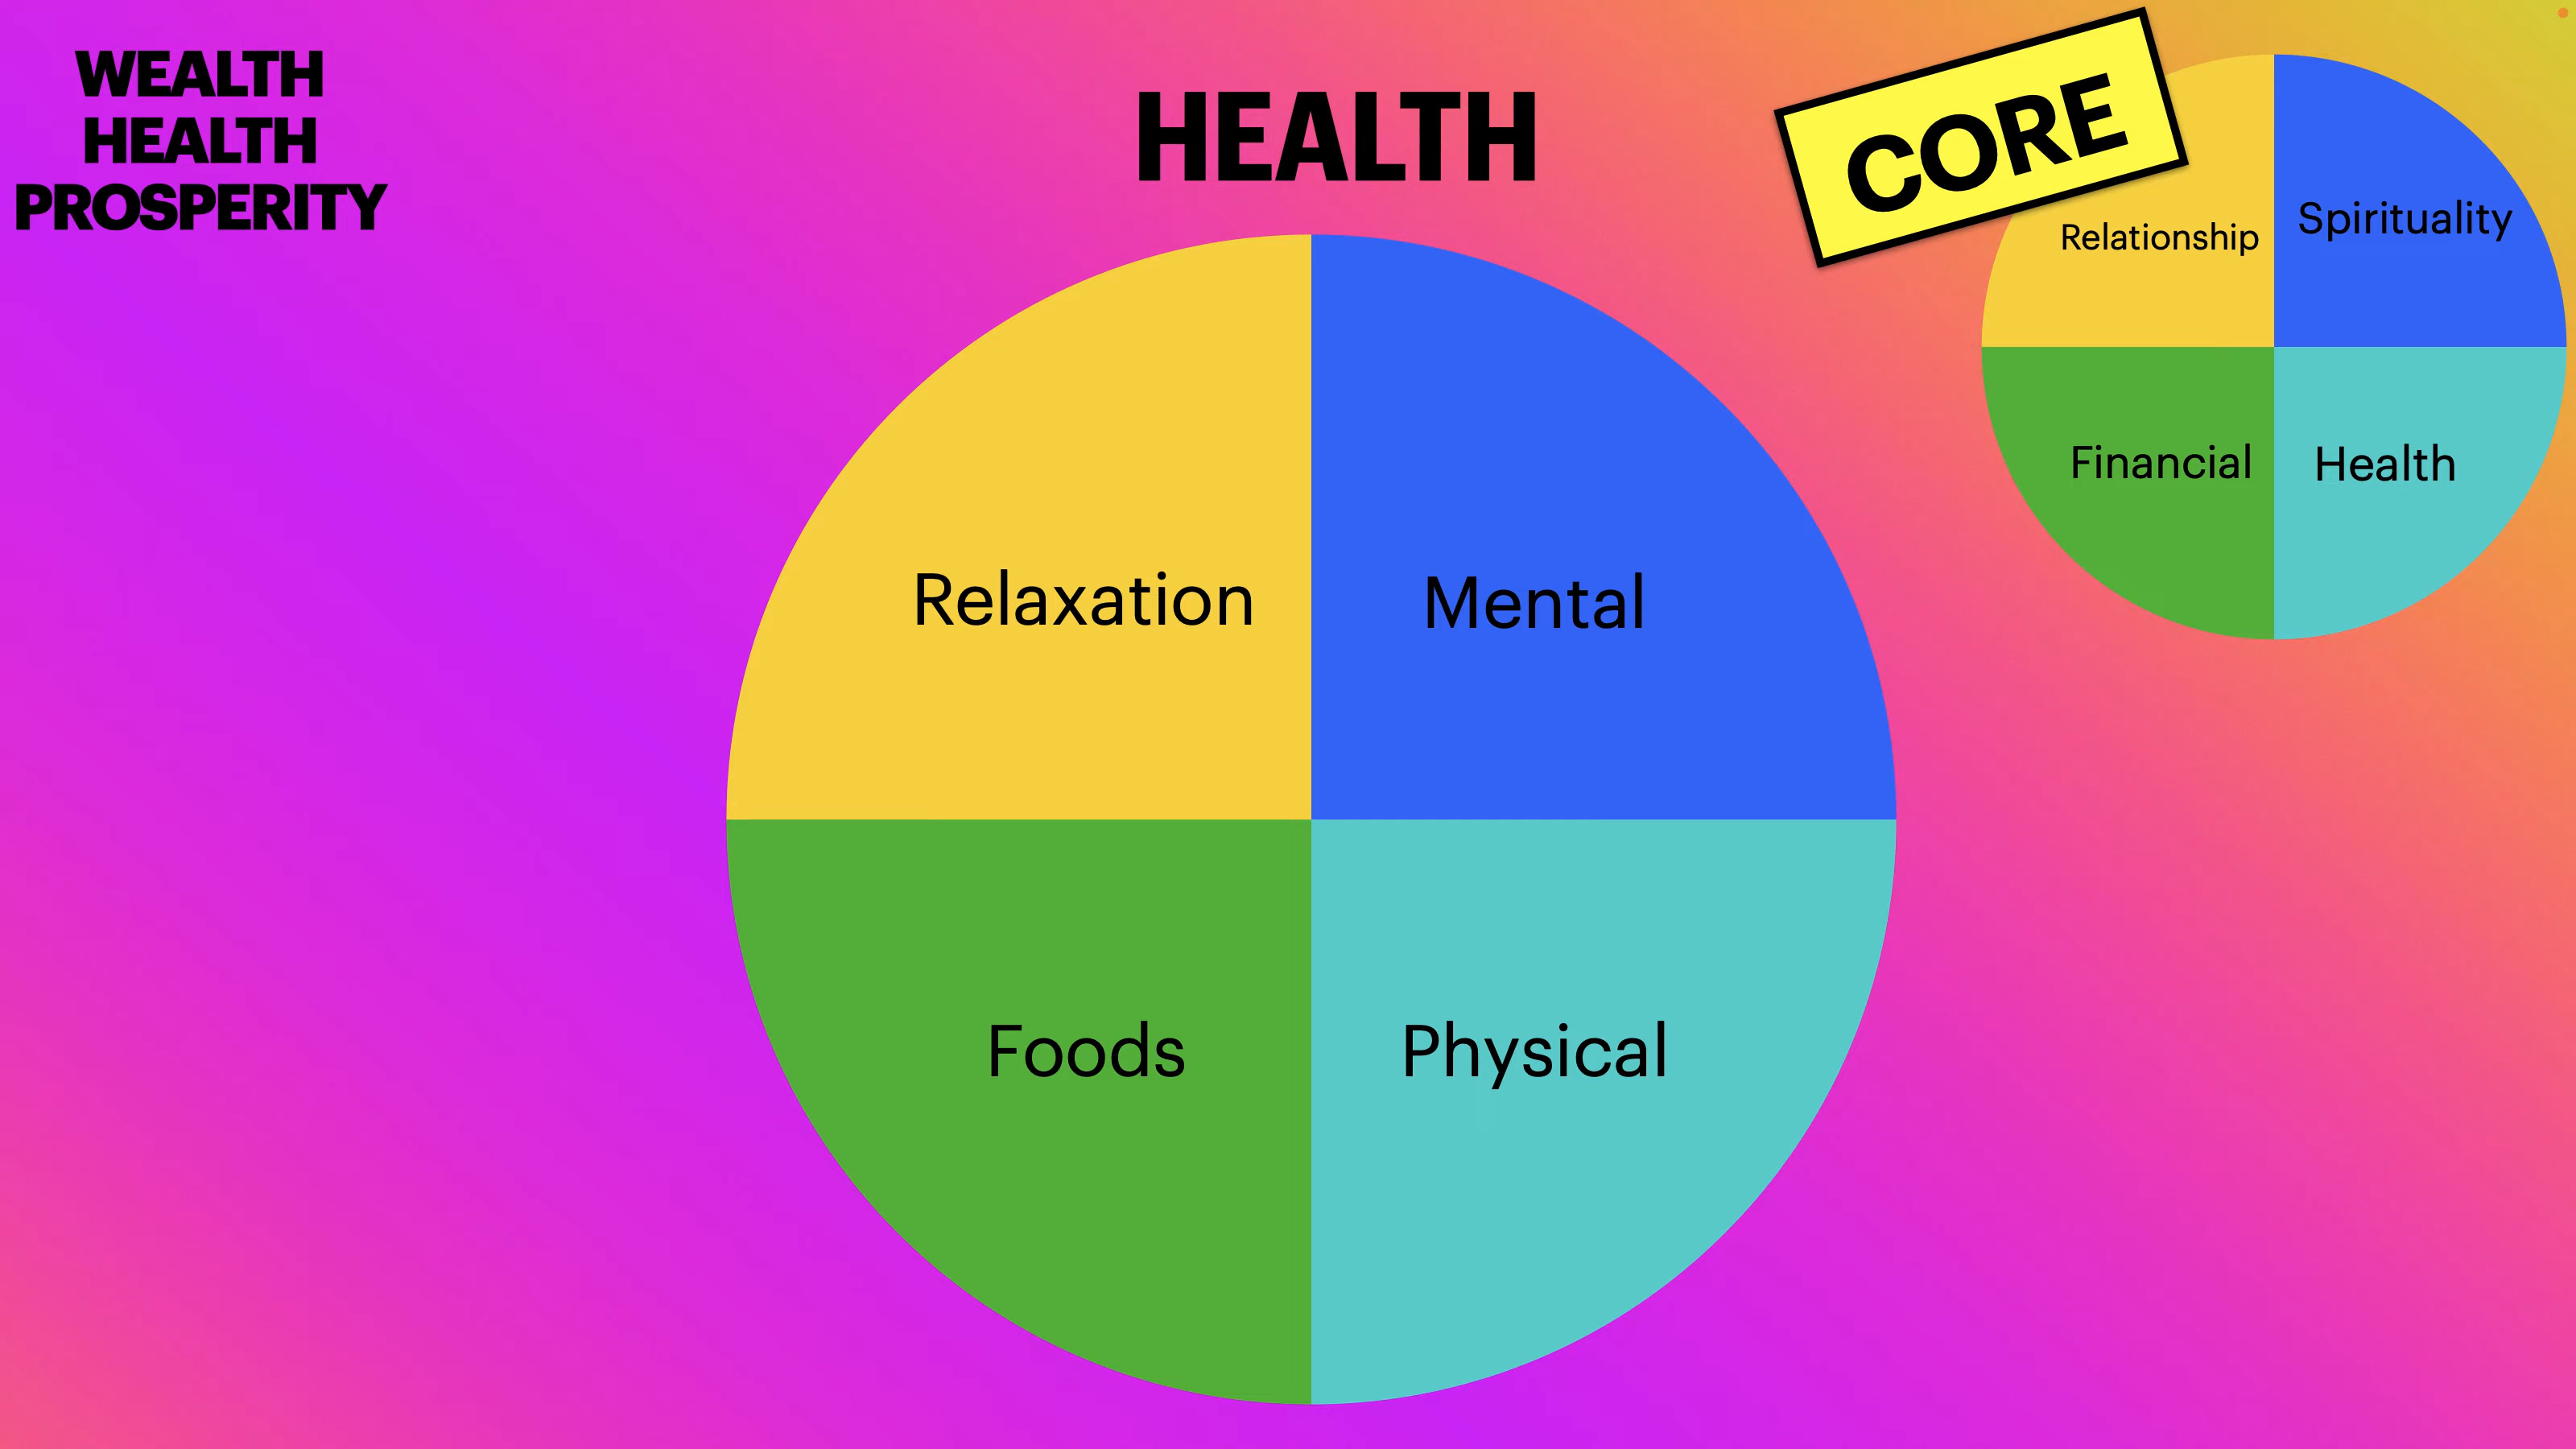 WEALTH
HEALTH
PROSPERITY
HEALTH
CORE
Relationship
Spirituality
Financial
Health
Relaxation
Mental
Foods
Physical